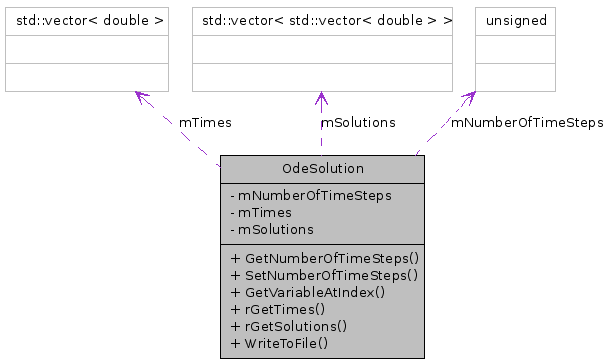 std::vector< double >
std::vector< std::vector< double > >
unsigned
mTimes
mSolutions
mNumberOfTimeSteps
OdeSolution
- mNumberOfTimeSteps
- mTimes
- mSolutions
+ GetNumberOfTimeSteps()
+ SetNumberOfTimeSteps()
+ GetVariableAtIndex()
+ rGetTimes()
+ rGetSolutions()
+ WriteToFile()